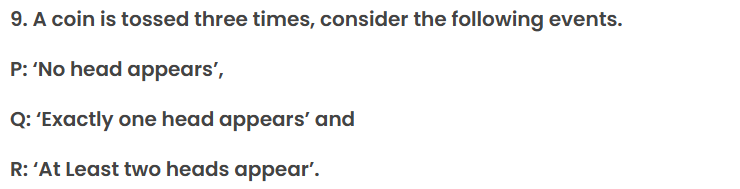 9. A coin is tossed three times, consider the following events.
P: ‘No head appears’,
Q: ‘Exactly one head appears’ and
R: ‘At Least two heads appear’.